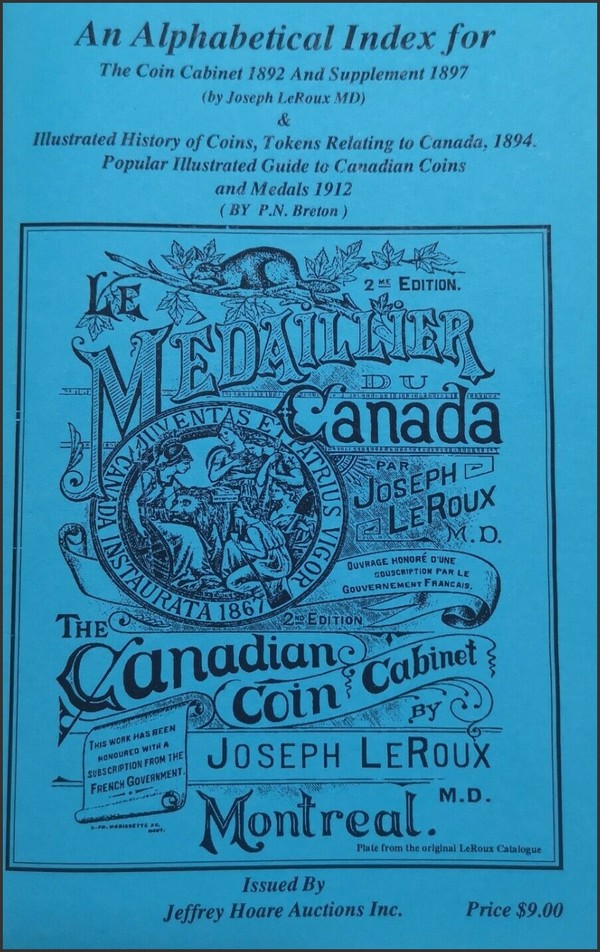 An Alphabetical Index for
The Coin Cabinet 1892 And Supplement 1897
(by Joseph LeRoux MD)
&
Illustrated History of Coins, Tokens Relating to Canada, 1894.
Popular Illustrated Guide to Canadian Coins
and Medals 1912
( BY P.N. Breton )
2ME EDITION.
LE
MEDAILLIER
DU
Canada
JUVENTAS ET PATRIUS VIGOR
CANADA INSTAURATA 1867
PAR
JOSEPH
LEROUX
M.D.
OUVRAGE HONORÉ D'UNE
SOUSCRIPTION PAR LE
GOUVERNEMENT FRANCAIS.
2ND EDITION
THE
Canadian
Coin Cabinet
BY
THIS WORK HAS BEEN
HONOURED WITH A
SUBSCRIPTION FROM THE
FRENCH GOVERNMENT.
JOSEPH LEROUX
M.D.
Montreal.
Plate from the original LeRoux Catalogue
Issued By
Jeffrey Hoare Auctions Inc.
Price $9.00